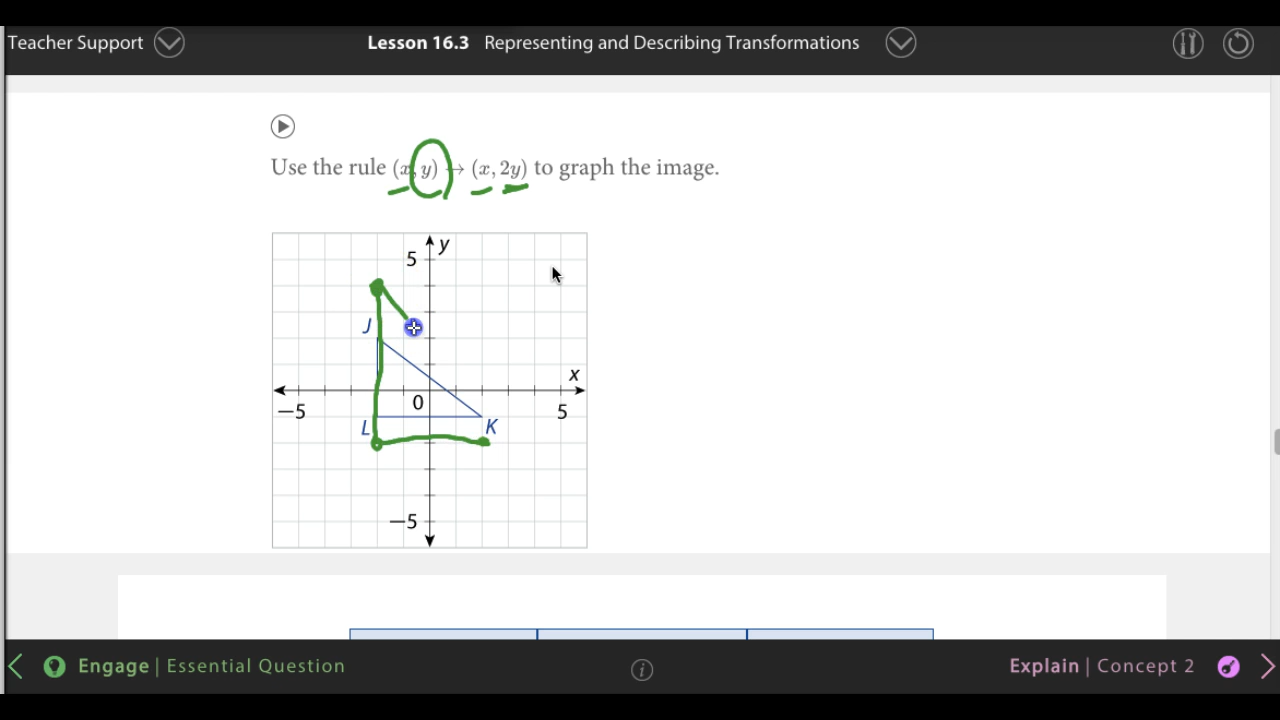 Teacher Support
Lesson 16.3 Representing and Describing Transformations
Use the rule (x, y) → (x, 2y) to graph the image.
5 y
J
x
−5 0 5
L K
−5
Engage | Essential Question
Explain | Concept 2